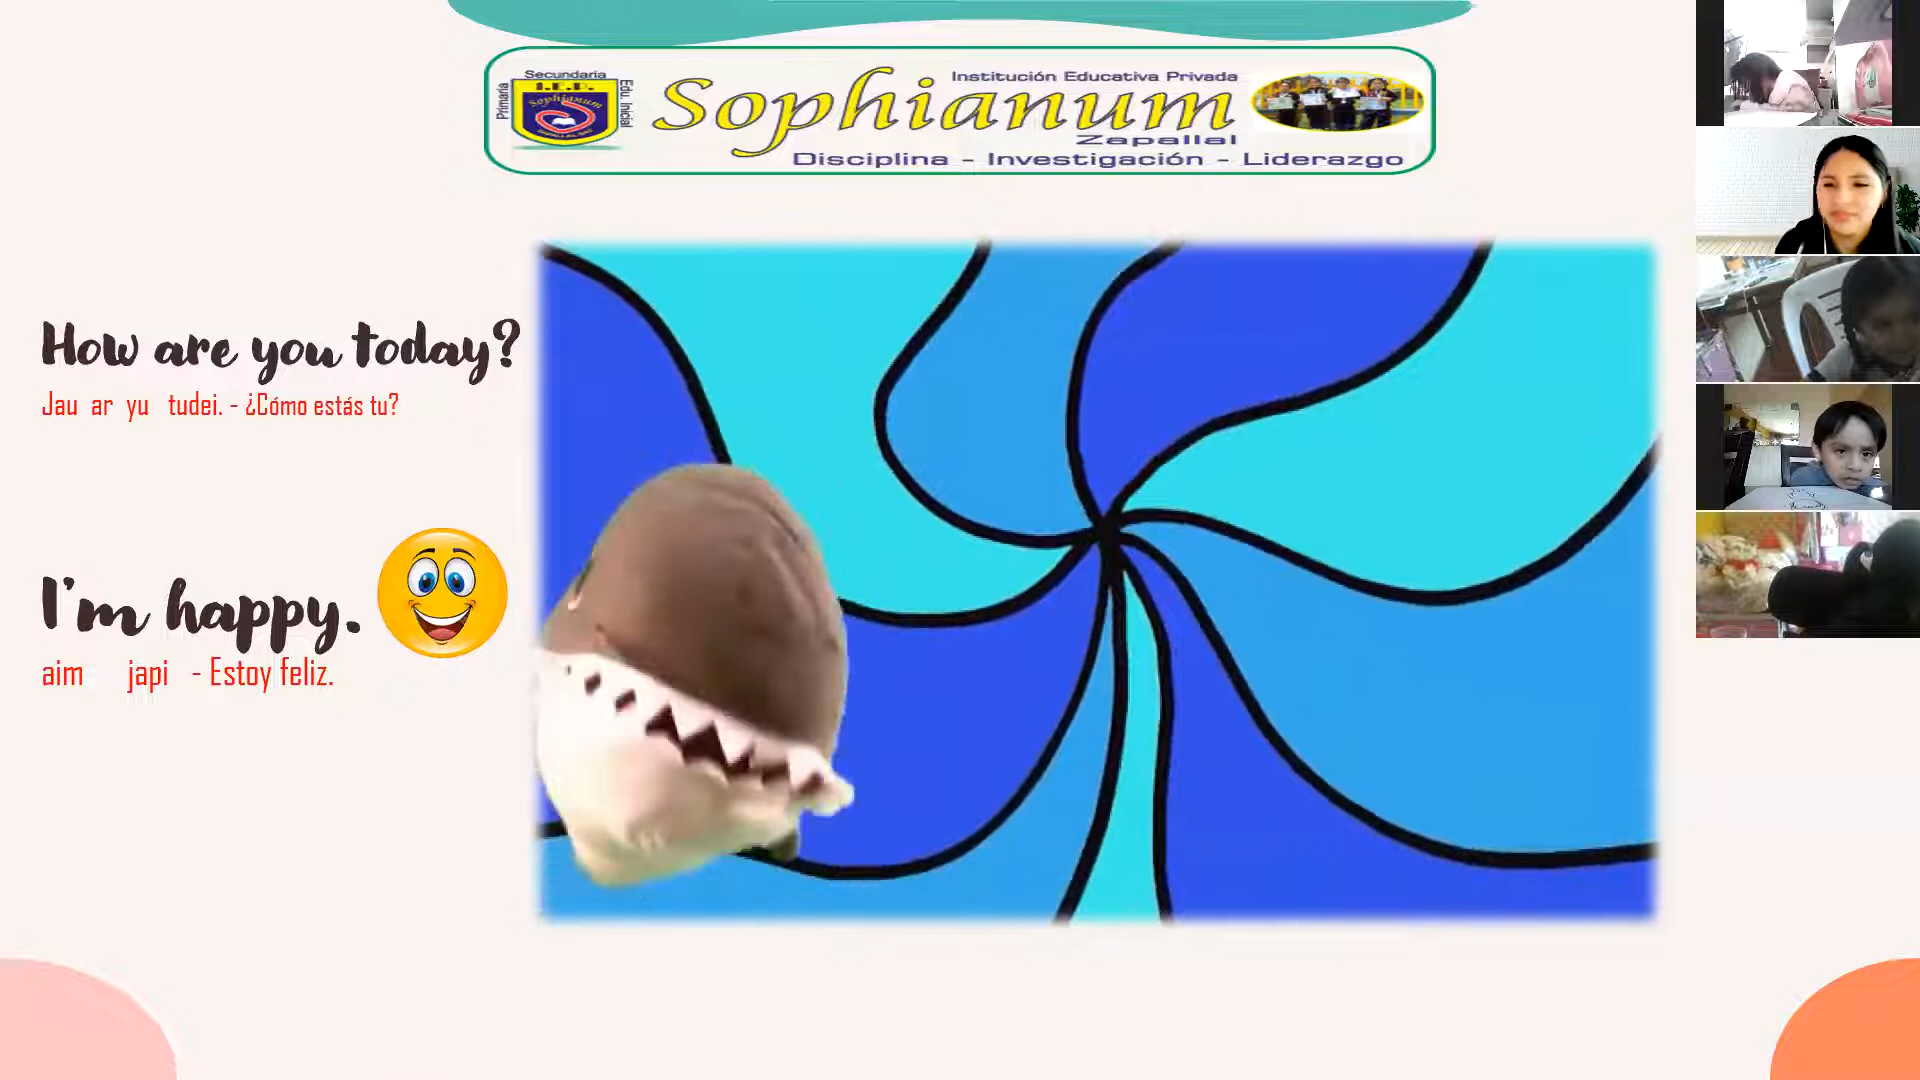 Secundaria
Primaria
Edu. Inicial
I.E.P.
Sophianum
Institución Educativa Privada
Sophianum
Zapallal
Disciplina - Investigación - Liderazgo
How are you today?
Jau ar yu tudei. - ¿Cómo estás tu?
I'm happy.
aim japi - Estoy feliz.